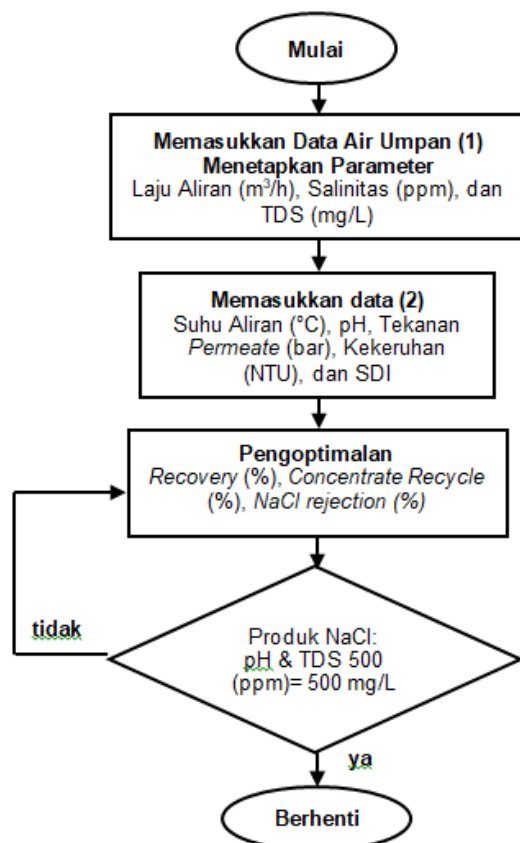 Mulai
Memasukkan Data Air Umpan (1)
Menetapkan Parameter
Laju Aliran (m³/h), Salinitas (ppm), dan
TDS (mg/L)
Memasukkan data (2)
Suhu Aliran (°C), pH, Tekanan
Permeate (bar), Kekeruhan
(NTU), dan SDI
Pengoptimalan
Recovery (%), Concentrate Recycle
(%), NaCl rejection (%)
tidak
Produk NaCl:
pH & TDS 500
(ppm)= 500 mg/L
ya
Berhenti